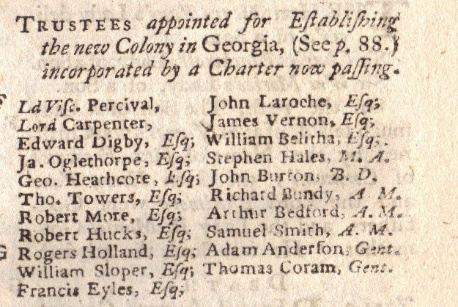 TRUSTEES appointed for Eſtabliſhing
the new Colony in Georgia, (See p. 88.)
incorporated by a Charter now paſſing.
Ld Viſc. Percival,
Lord Carpenter,
Edward Digby, Eſq;
Ja. Oglethorpe, Eſq;
Geo. Heathcote, Eſq;
Tho. Towers, Eſq;
Robert More, Eſq;
Robert Hucks, Eſq;
Rogers Holland, Eſq;
William Sloper, Eſq;
Francis Eyles, Eſq;
John Laroche, Eſq;
James Vernon, Eſq;
William Belitha, Eſq;
Stephen Hales, M. A.
John Burton, B. D.
Richard Bundy, A. M.
Arthur Bedford, A. M.
Samuel Smith, A. M.
Adam Anderſon, Gent.
Thomas Coram, Gent.